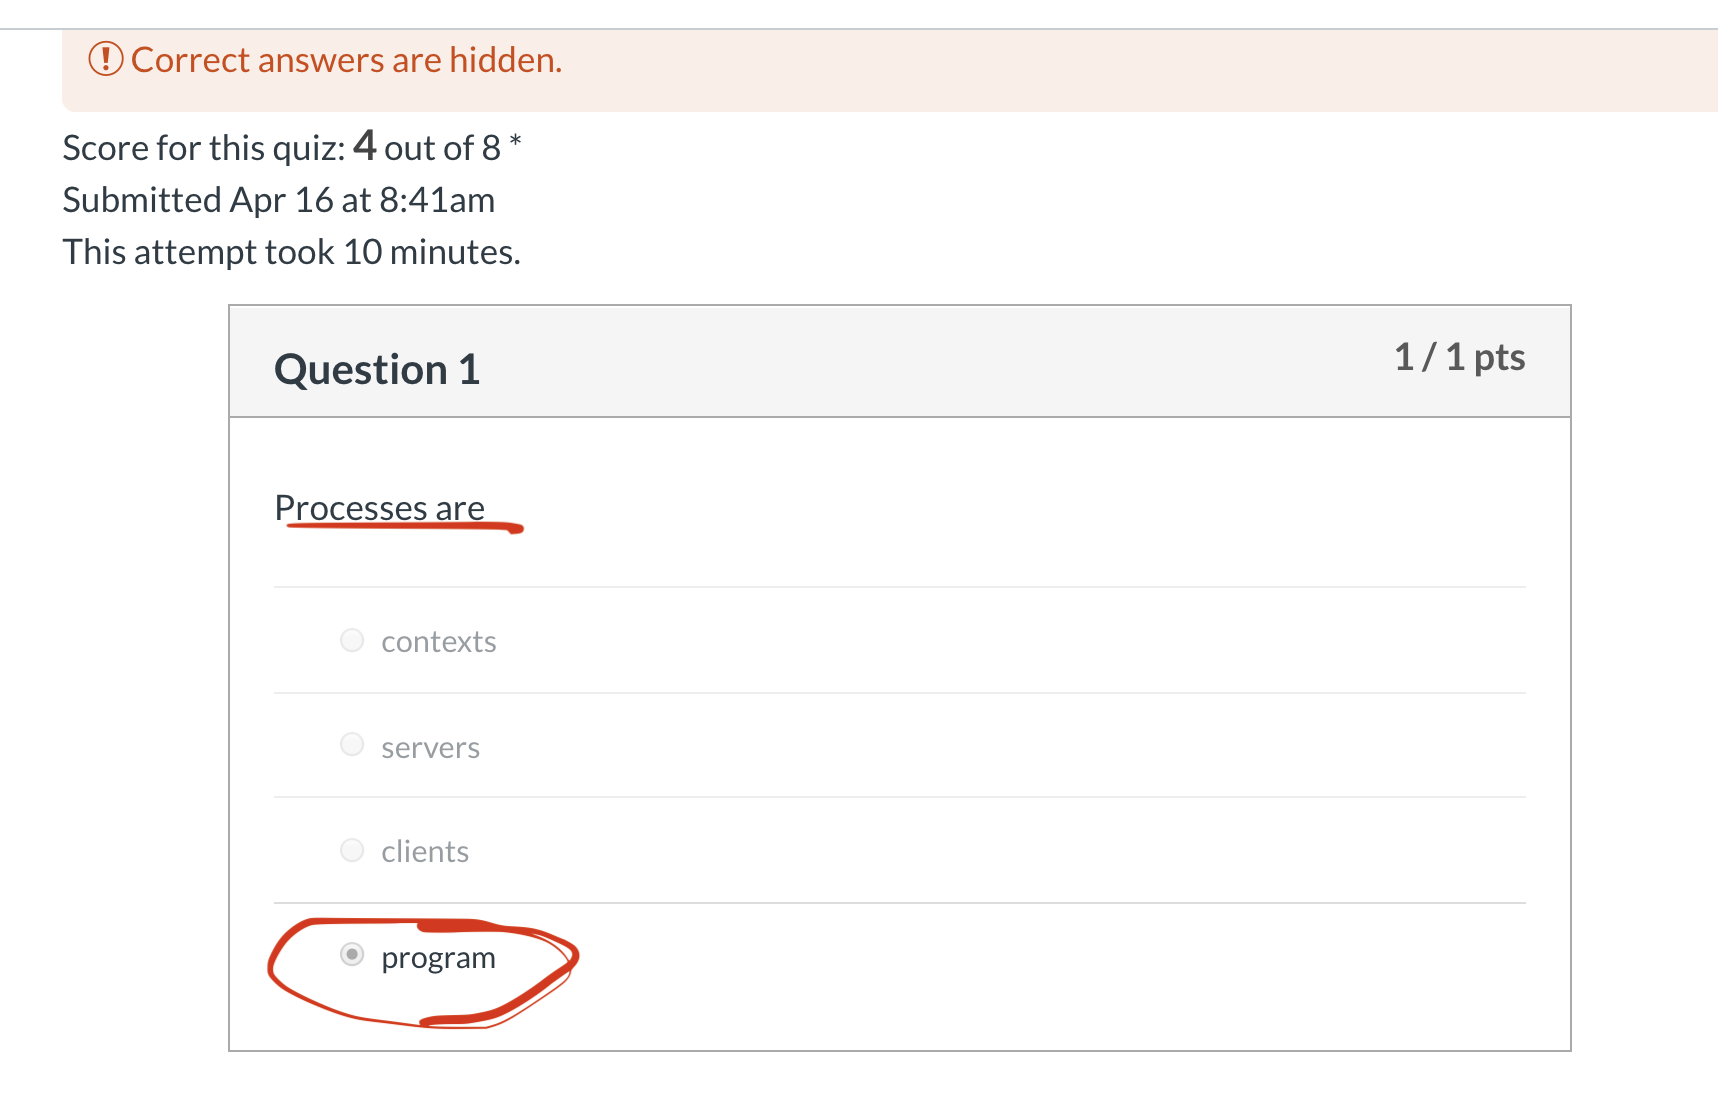 Correct answers are hidden.
Score for this quiz: 4 out of 8 *
Submitted Apr 16 at 8:41am
This attempt took 10 minutes.
Question 1
1 / 1 pts
Processes are
contexts
servers
clients
program